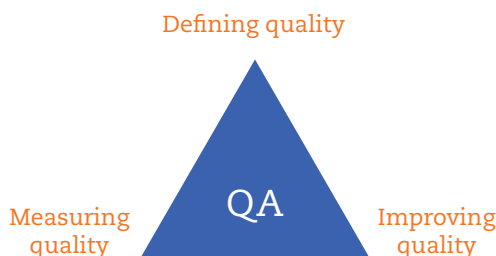 Defining quality
QA
Measuring
quality
Improving
quality